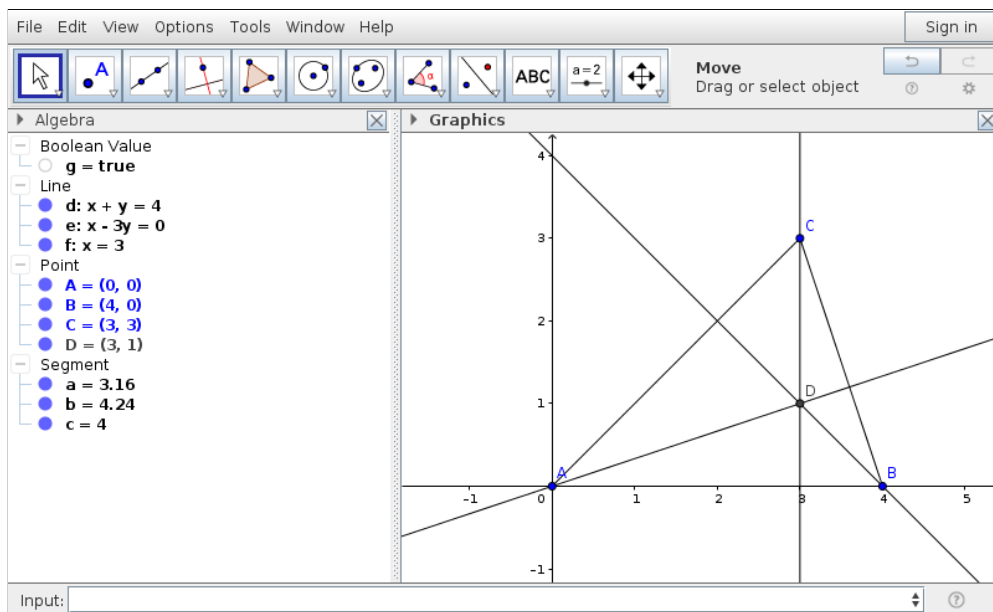 File Edit View Options Tools Window Help Sign in
A α ABC a=2
Move
Drag or select object
Algebra
Boolean Value
g = true
Line
d: x + y = 4
e: x - 3y = 0
f: x = 3
Point
A = (0, 0)
B = (4, 0)
C = (3, 3)
D = (3, 1)
Segment
a = 3.16
b = 4.24
c = 4
Graphics
4
C
3
2
D
1
A B
-1 0 1 2 3 4 5
-1
Input: